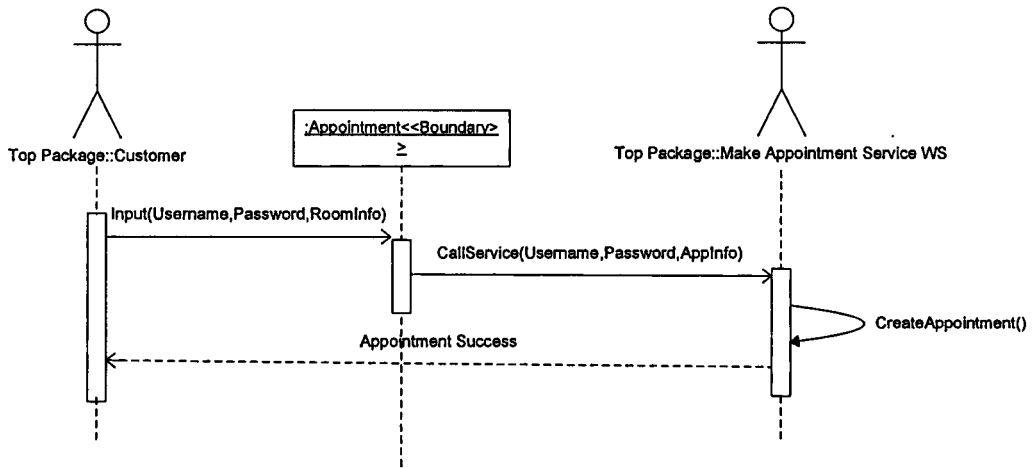 :Appointment<<Boundary>
>
Top Package::Customer
Top Package::Make Appointment Service WS
Input(Username,Password,RoomInfo)
CallService(Username,Password,AppInfo)
CreateAppointment()
Appointment Success